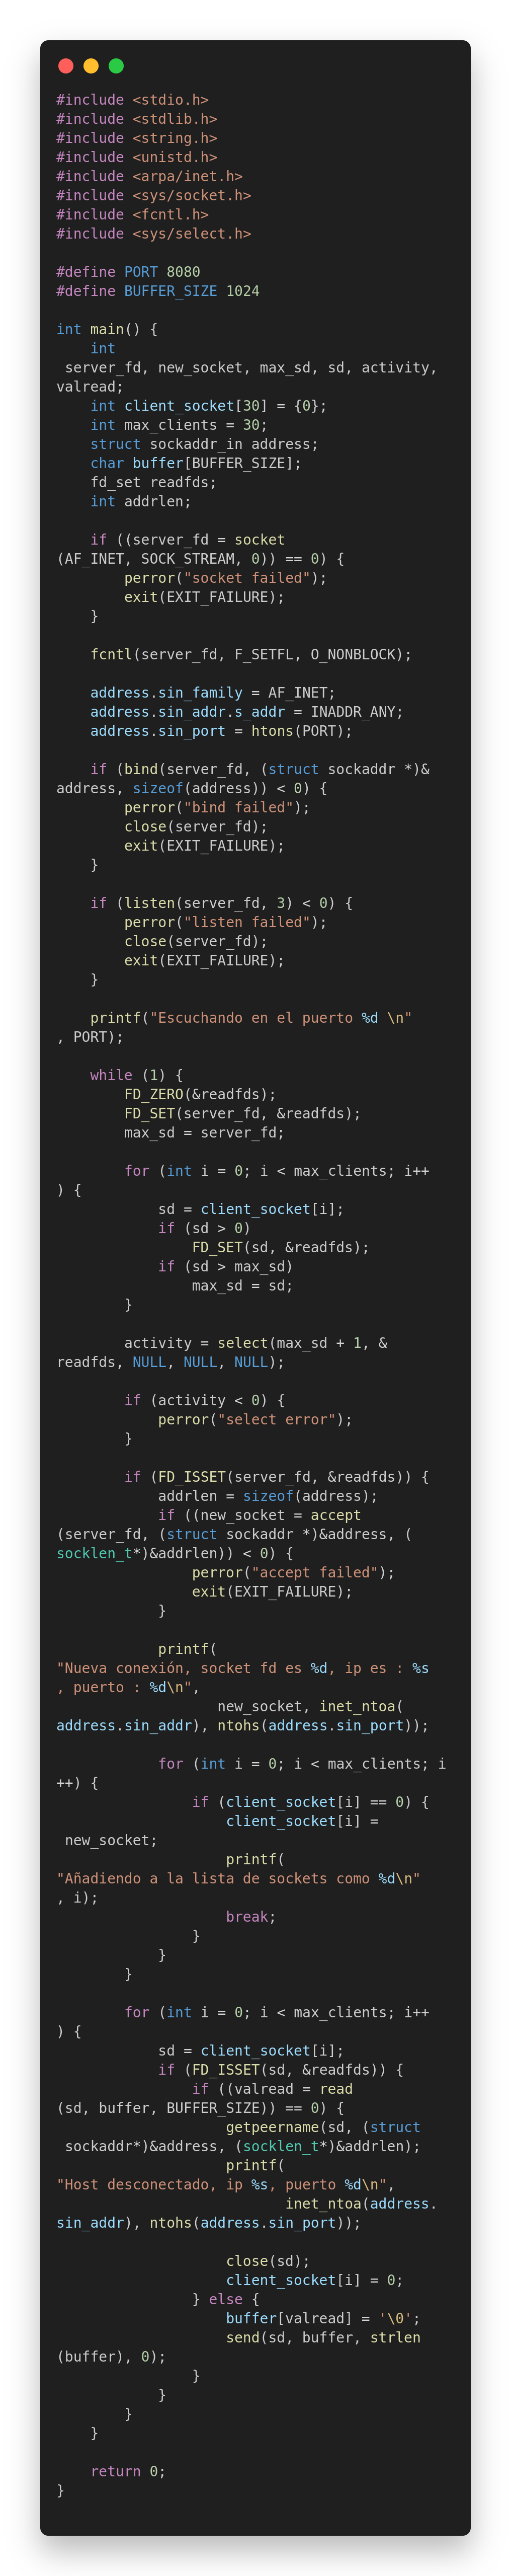 #include <stdio.h>
#include <stdlib.h>
#include <string.h>
#include <unistd.h>
#include <arpa/inet.h>
#include <sys/socket.h>
#include <fcntl.h>
#include <sys/select.h>

#define PORT 8080
#define BUFFER_SIZE 1024

int main() {
    int
 server_fd, new_socket, max_sd, sd, activity,
valread;
    int client_socket[30] = {0};
    int max_clients = 30;
    struct sockaddr_in address;
    char buffer[BUFFER_SIZE];
    fd_set readfds;
    int addrlen;

    if ((server_fd = socket
(AF_INET, SOCK_STREAM, 0)) == 0) {
        perror("socket failed");
        exit(EXIT_FAILURE);
    }

    fcntl(server_fd, F_SETFL, O_NONBLOCK);

    address.sin_family = AF_INET;
    address.sin_addr.s_addr = INADDR_ANY;
    address.sin_port = htons(PORT);

    if (bind(server_fd, (struct sockaddr *)&
address, sizeof(address)) < 0) {
        perror("bind failed");
        close(server_fd);
        exit(EXIT_FAILURE);
    }

    if (listen(server_fd, 3) < 0) {
        perror("listen failed");
        close(server_fd);
        exit(EXIT_FAILURE);
    }

    printf("Escuchando en el puerto %d \n"
, PORT);

    while (1) {
        FD_ZERO(&readfds);
        FD_SET(server_fd, &readfds);
        max_sd = server_fd;

        for (int i = 0; i < max_clients; i++
) {
            sd = client_socket[i];
            if (sd > 0)
                FD_SET(sd, &readfds);
            if (sd > max_sd)
                max_sd = sd;
        }

        activity = select(max_sd + 1, &
readfds, NULL, NULL, NULL);

        if (activity < 0) {
            perror("select error");
        }

        if (FD_ISSET(server_fd, &readfds)) {
            addrlen = sizeof(address);
            if ((new_socket = accept
(server_fd, (struct sockaddr *)&address, (
socklen_t*)&addrlen)) < 0) {
                perror("accept failed");
                exit(EXIT_FAILURE);
            }

            printf(
"Nueva conexión, socket fd es %d, ip es : %s
, puerto : %d\n",
                   new_socket, inet_ntoa(
address.sin_addr), ntohs(address.sin_port));

            for (int i = 0; i < max_clients; i
++) {
                if (client_socket[i] == 0) {
                    client_socket[i] =
 new_socket;
                    printf(
"Añadiendo a la lista de sockets como %d\n"
, i);
                    break;
                }
            }
        }

        for (int i = 0; i < max_clients; i++
) {
            sd = client_socket[i];
            if (FD_ISSET(sd, &readfds)) {
                if ((valread = read
(sd, buffer, BUFFER_SIZE)) == 0) {
                    getpeername(sd, (struct
 sockaddr*)&address, (socklen_t*)&addrlen);
                    printf(
"Host desconectado, ip %s, puerto %d\n",
                           inet_ntoa(address.
sin_addr), ntohs(address.sin_port));

                    close(sd);
                    client_socket[i] = 0;
                } else {
                    buffer[valread] = '\0';
                    send(sd, buffer, strlen
(buffer), 0);
                }
            }
        }
    }

    return 0;
}